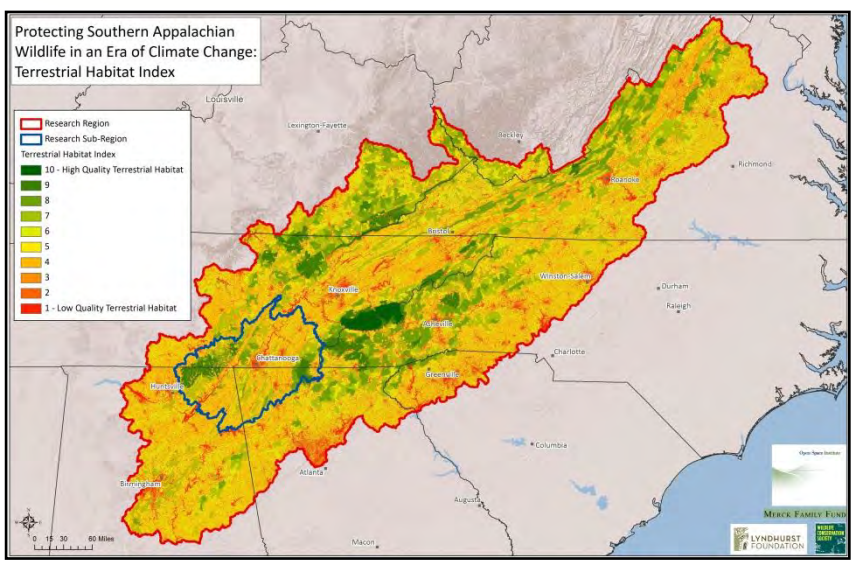 Protecting Southern Appalachian
Wildlife in an Era of Climate Change:
Terrestrial Habitat Index
Louisville
Lexington-Fayette
Beckley
Richmond
Roanoke
Research Region
Research Sub-Region
Terrestrial Habitat Index
10 - High Quality Terrestrial Habitat
9
8
7
6
5
4
3
2
1 - Low Quality Terrestrial Habitat
Bristol
Winston-Salem
Durham
Raleigh
Knoxville
Asheville
Chattanooga
Charlotte
Huntsville
Greenville
Columbia
Atlanta
Birmingham
Augusta
Macon
0 15 30 60 Miles
Open Space Institute
MERCK FAMILY FUND
LYNDHURST
FOUNDATION
WILDLIFE
CONSERVATION
SOCIETY